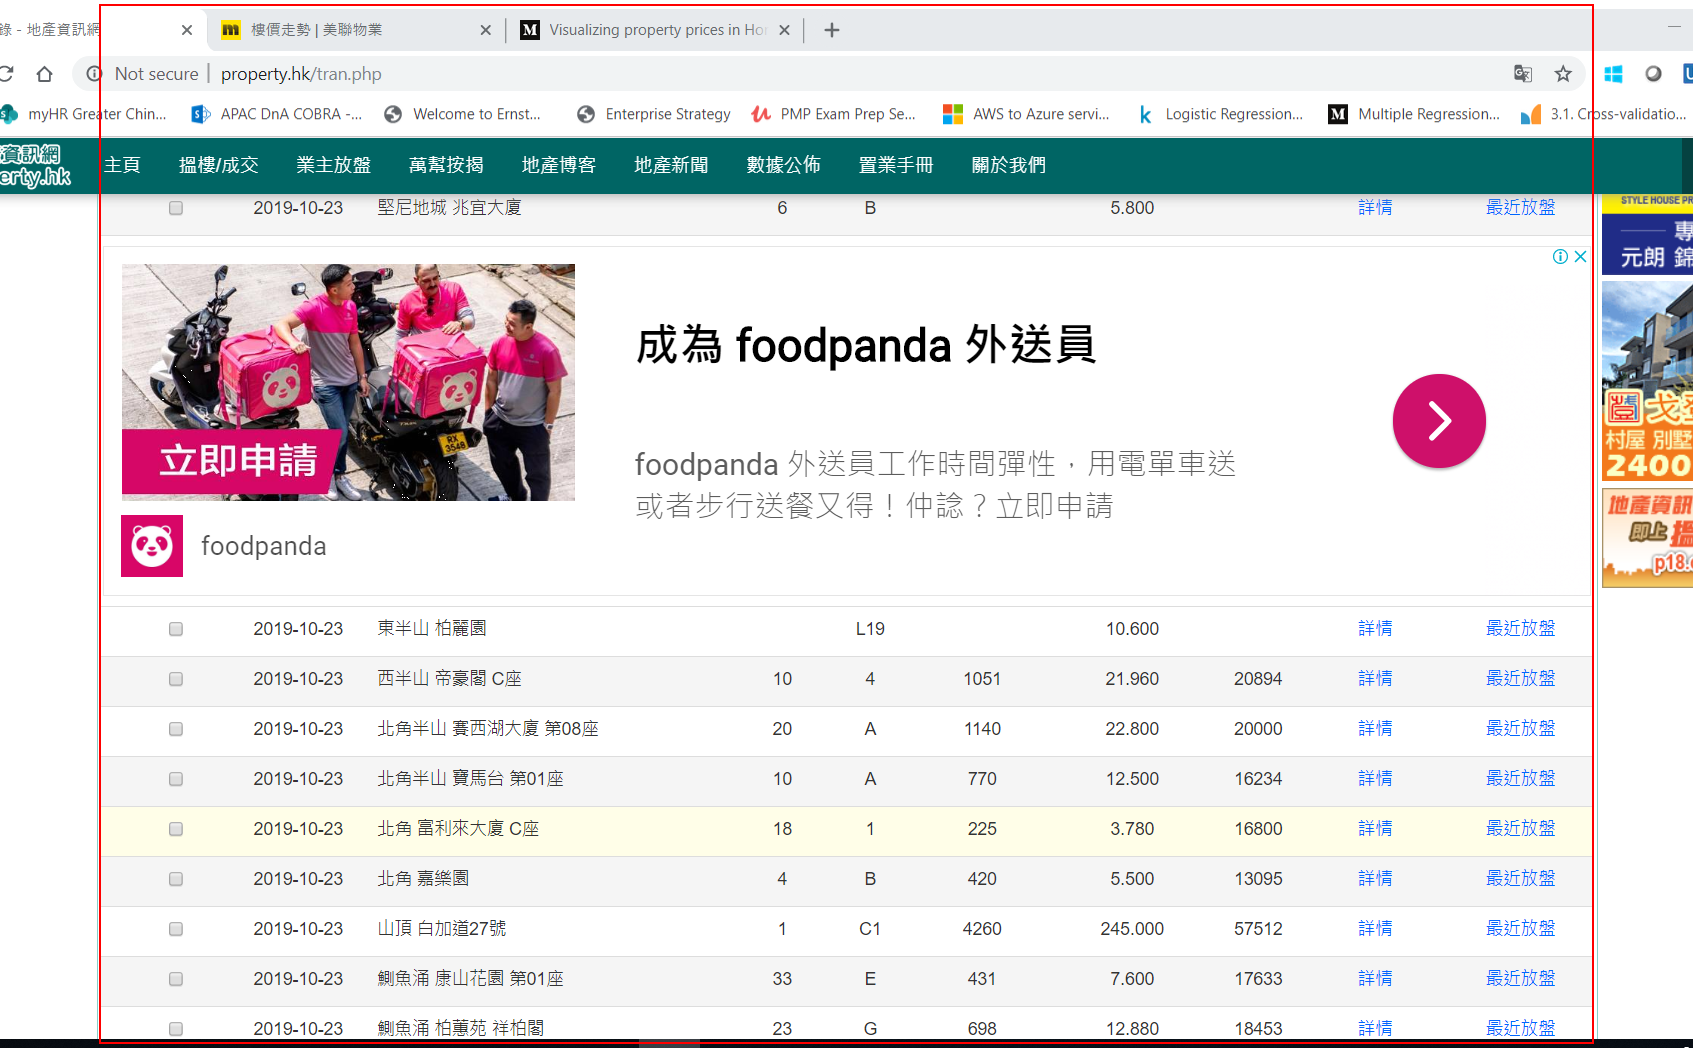 錄 - 地產資訊網
樓價走勢 | 美聯物業
Visualizing property prices in Hor
Not secure | property.hk/tran.php
myHR Greater Chin...
APAC DnA COBRA -...
Welcome to Ernst...
Enterprise Strategy
PMP Exam Prep Se...
AWS to Azure servi...
Logistic Regression...
Multiple Regression...
3.1. Cross-validatio...
資訊網
erty.hk
主頁 搵樓/成交 業主放盤 萬幫按揭 地產博客 地產新聞 數據公佈 置業手冊 關於我們
2019-10-23 堅尼地城 兆宜大廈 6 B 5.800 詳情 最近放盤
成為 foodpanda 外送員
foodpanda 外送員工作時間彈性，用電單車送
或者步行送餐又得！仲諗？立即申請
RX
3548
立即申請
foodpanda
2019-10-23 東半山 柏麗園 L19 10.600 詳情 最近放盤
2019-10-23 西半山 帝豪閣 C座 10 4 1051 21.960 20894 詳情 最近放盤
2019-10-23 北角半山 賽西湖大廈 第08座 20 A 1140 22.800 20000 詳情 最近放盤
2019-10-23 北角半山 寶馬台 第01座 10 A 770 12.500 16234 詳情 最近放盤
2019-10-23 北角 富利來大廈 C座 18 1 225 3.780 16800 詳情 最近放盤
2019-10-23 北角 嘉樂園 4 B 420 5.500 13095 詳情 最近放盤
2019-10-23 山頂 白加道27號 1 C1 4260 245.000 57512 詳情 最近放盤
2019-10-23 鰂魚涌 康山花園 第01座 33 E 431 7.600 17633 詳情 最近放盤
2019-10-23 鰂魚涌 柏蕙苑 祥柏閣 23 G 698 12.880 18453 詳情 最近放盤
STYLE HOUSE PR
專
元朗 錦
村屋 別墅
2400
地產資訊
即上搵
p18.